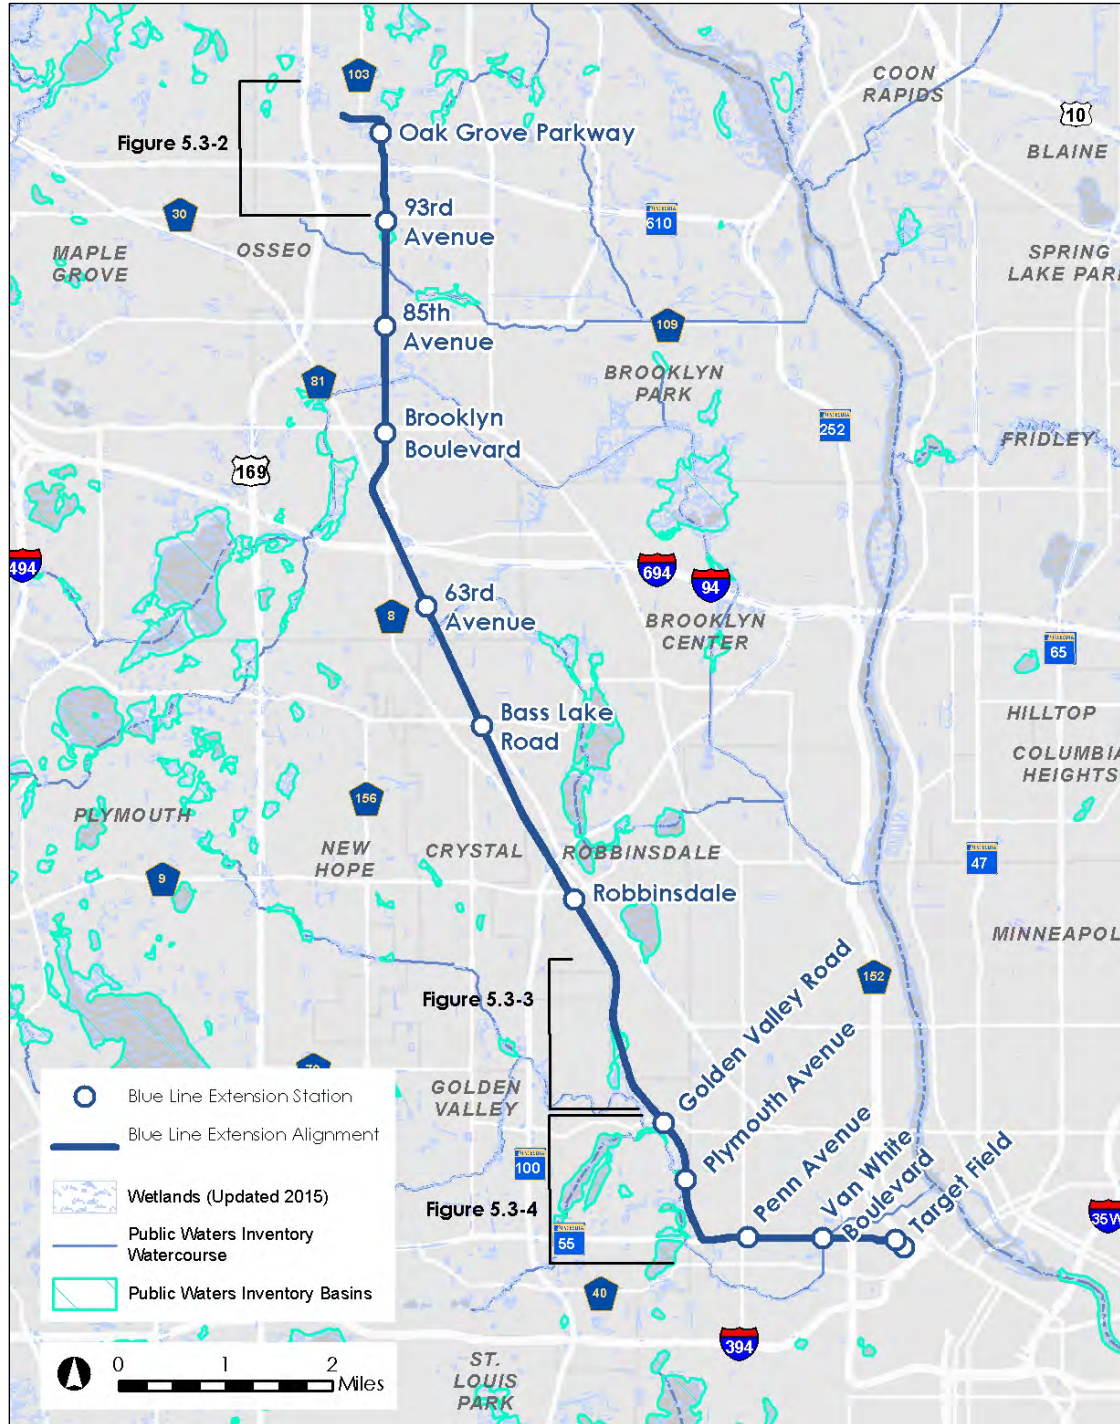 103
COON
RAPIDS
10
BLAINE
Oak Grove Parkway
Figure 5.3-2
30
93rd
Avenue
610
MAPLE
GROVE
OSSEO
SPRING
LAKE PAR
85th
Avenue
109
81
BROOKLYN
PARK
Brooklyn
Boulevard
252
FRIDLEY
169
494
694
94
63rd
Avenue
8
BROOKLYN
CENTER
65
Bass Lake
Road
HILLTOP
COLUMBIA
HEIGHTS
156
PLYMOUTH
NEW
HOPE
CRYSTAL
ROBBINSDALE
47
9
Robbinsdale
MINNEAPOL
152
Figure 5.3-3
Golden Valley Road
Plymouth Avenue
Penn Avenue
Van White
Boulevard
Target Field
GOLDEN
VALLEY
100
Figure 5.3-4
55
35W
40
394
ST.
LOUIS
PARK
Blue Line Extension Station
Blue Line Extension Alignment
Wetlands (Updated 2015)
Public Waters Inventory
Watercourse
Public Waters Inventory Basins
0 1 2
Miles